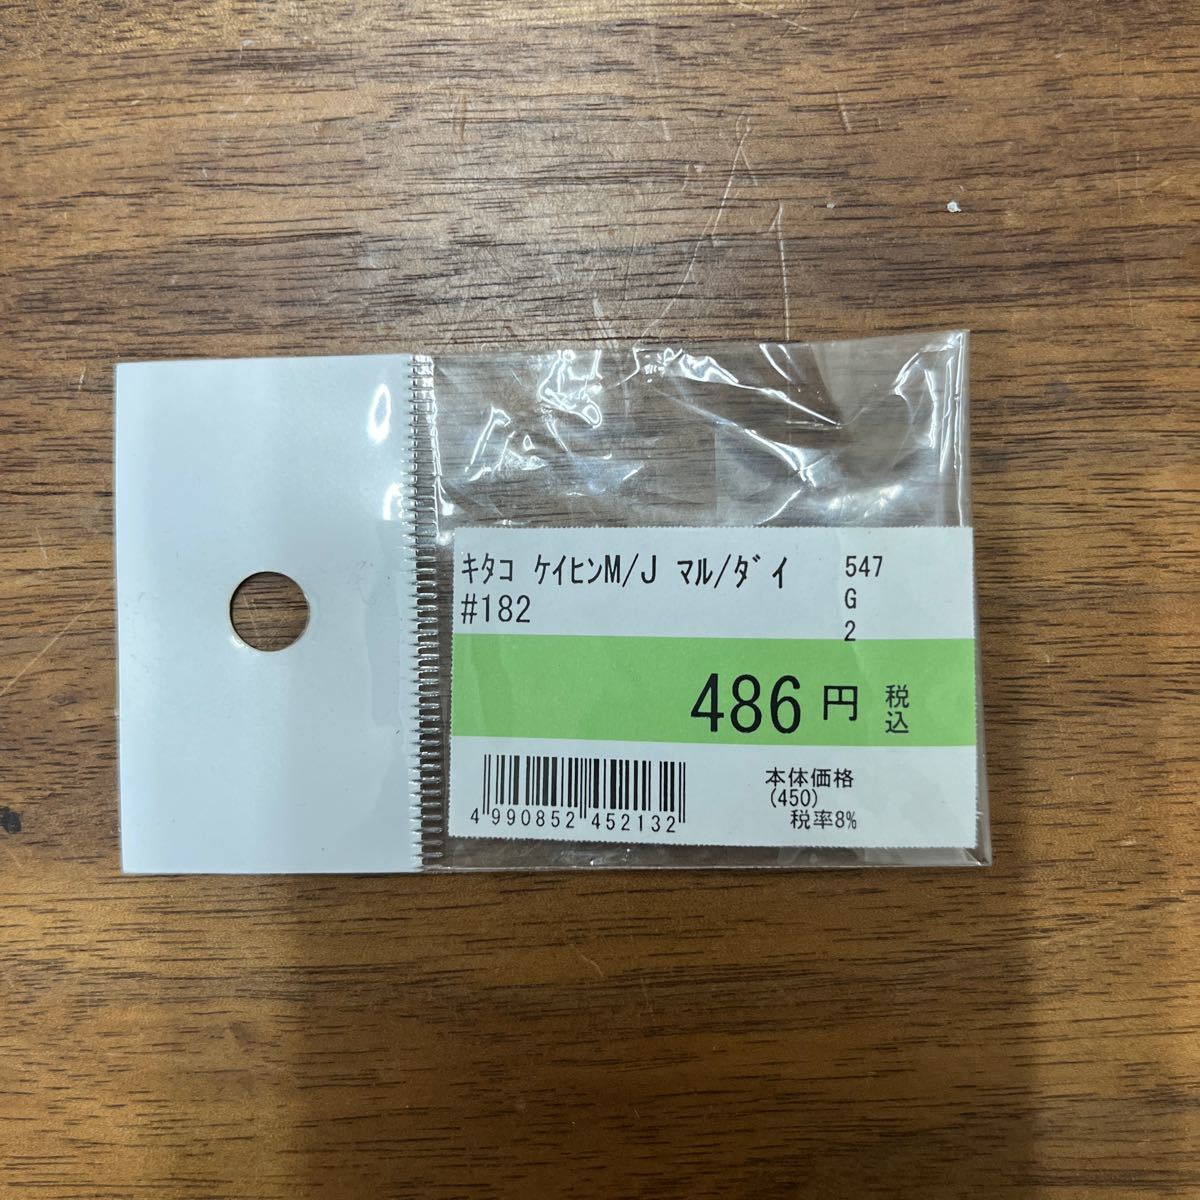 ｷﾀｺ ｹｲﾋﾝM/J ﾏﾙ/ﾀﾞｲ 547
#182 G
2
486円 税込
本体価格
(450)
税率8%
4 990852 452132